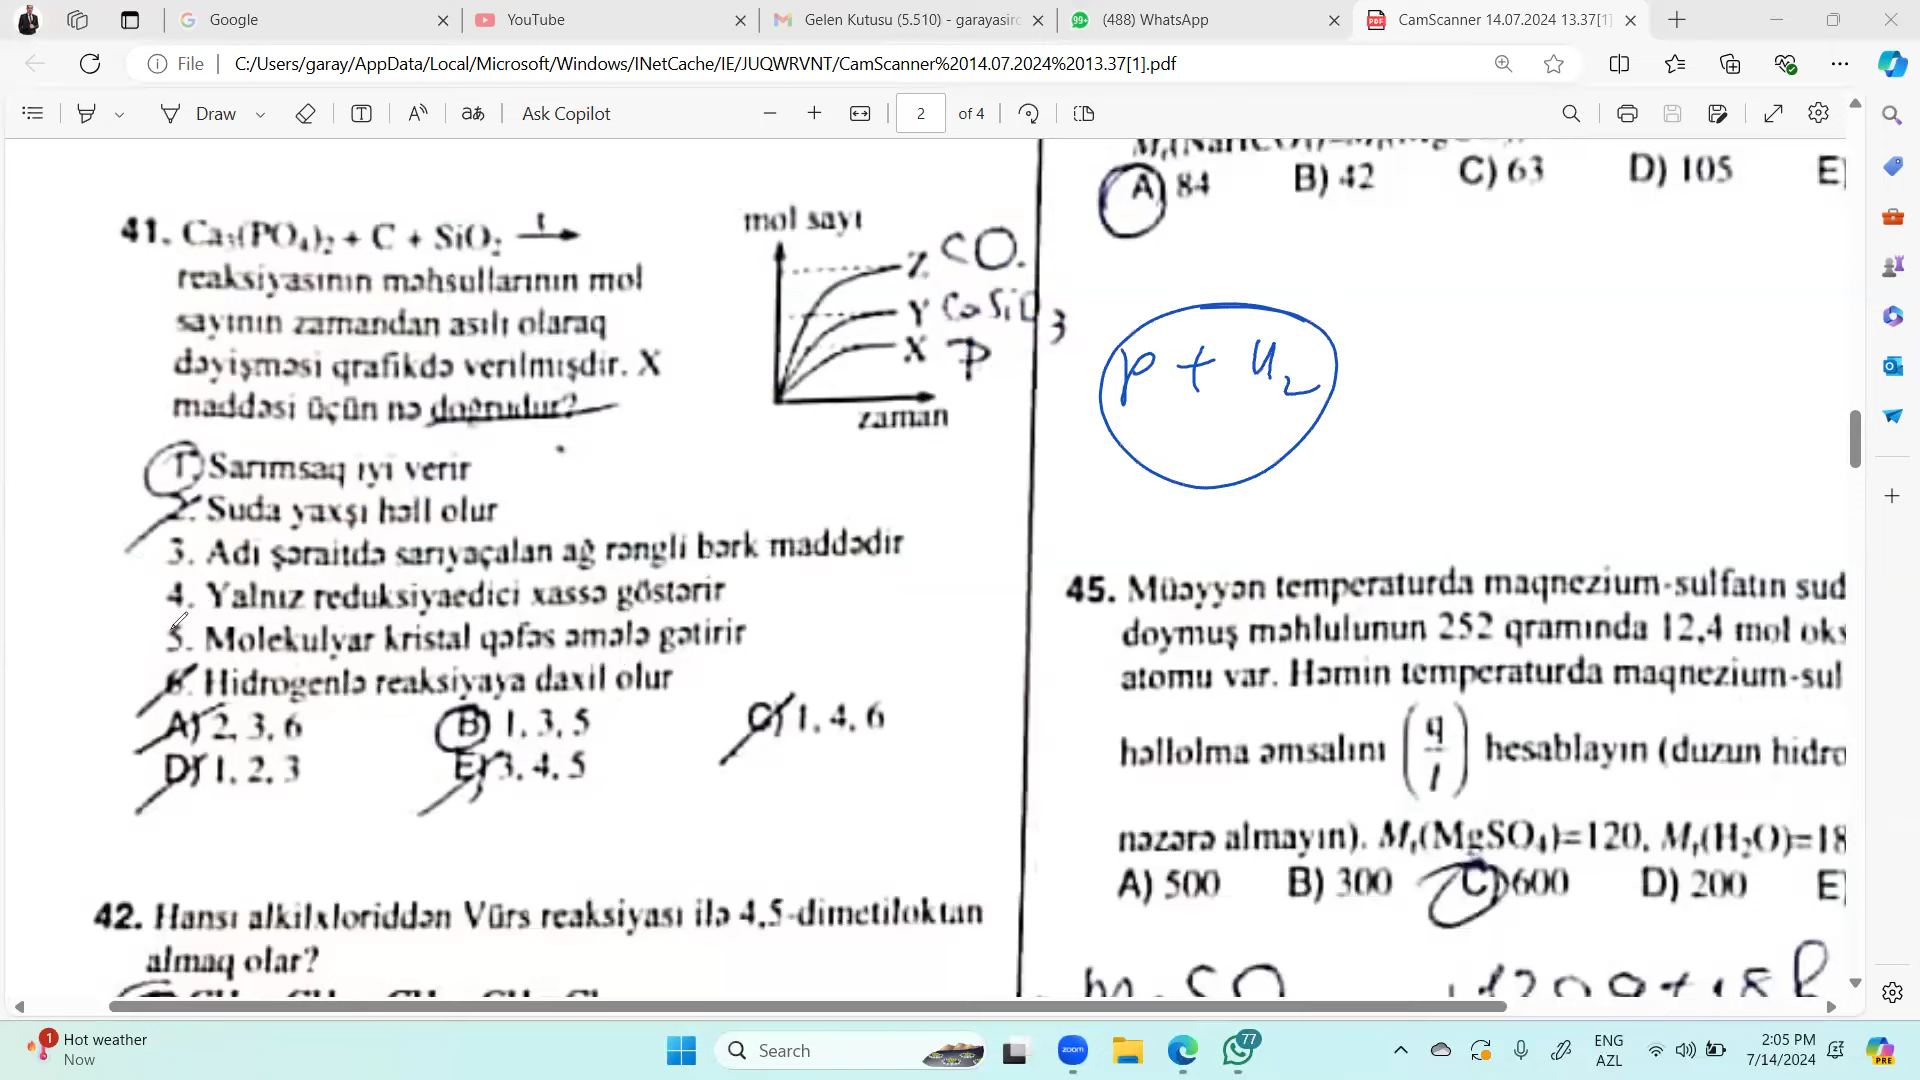 Google
YouTube
Gelen Kutusu (5.510) - garayasir
(488) WhatsApp
CamScanner 14.07.2024 13.37[1]
File
C:/Users/garay/AppData/Local/Microsoft/Windows/INetCache/IE/JUQWRVNT/CamScanner%2014.07.2024%2013.37[1].pdf
Draw
Ask Copilot
2 of 4
41. Ca₃(PO₄)₂ + C + SiO₂ t→
reaksiyasının məhsullarının mol
sayının zamandan asılı olaraq
dəyişməsi qrafikdə verilmişdir. X
maddəsi üçün nə doğrudur?
mol sayı
Z CO.
Y CaSiO3
X P
zaman
1. Sarımsaq iyi verir
2. Suda yaxşı həll olur
3. Adi şəraitdə sarıyaçalan ağ rəngli bərk maddədir
4. Yalnız reduksiyaedici xassə göstərir
5. Molekulyar kristal qəfəs əmələ gətirir
6. Hidrogenlə reaksiyaya daxil olur
A) 2, 3, 6 B) 1, 3, 5 C) 1, 4, 6
D) 1, 2, 3 E) 3, 4, 5
42. Hansı alkilxloriddən Vürs reaksiyası ilə 4,5-dimetiloktan
almaq olar?
A) 84 B) 42 C) 63 D) 105 E)
45. Müəyyən temperaturda maqnezium-sulfatın sud
doymuş məhlulunun 252 qramında 12,4 mol oks
atomu var. Həmin temperaturda maqnezium-sul
həllolma əmsalını (q/l) hesablayın (duzun hidro
nəzərə almayın). Mr(MgSO₄)=120, Mr(H₂O)=18
A) 500 B) 300 C) 600 D) 200 E)
1
Hot weather
Now
Search
zoom
77
ENG
AZL
2:05 PM
7/14/2024
PRE